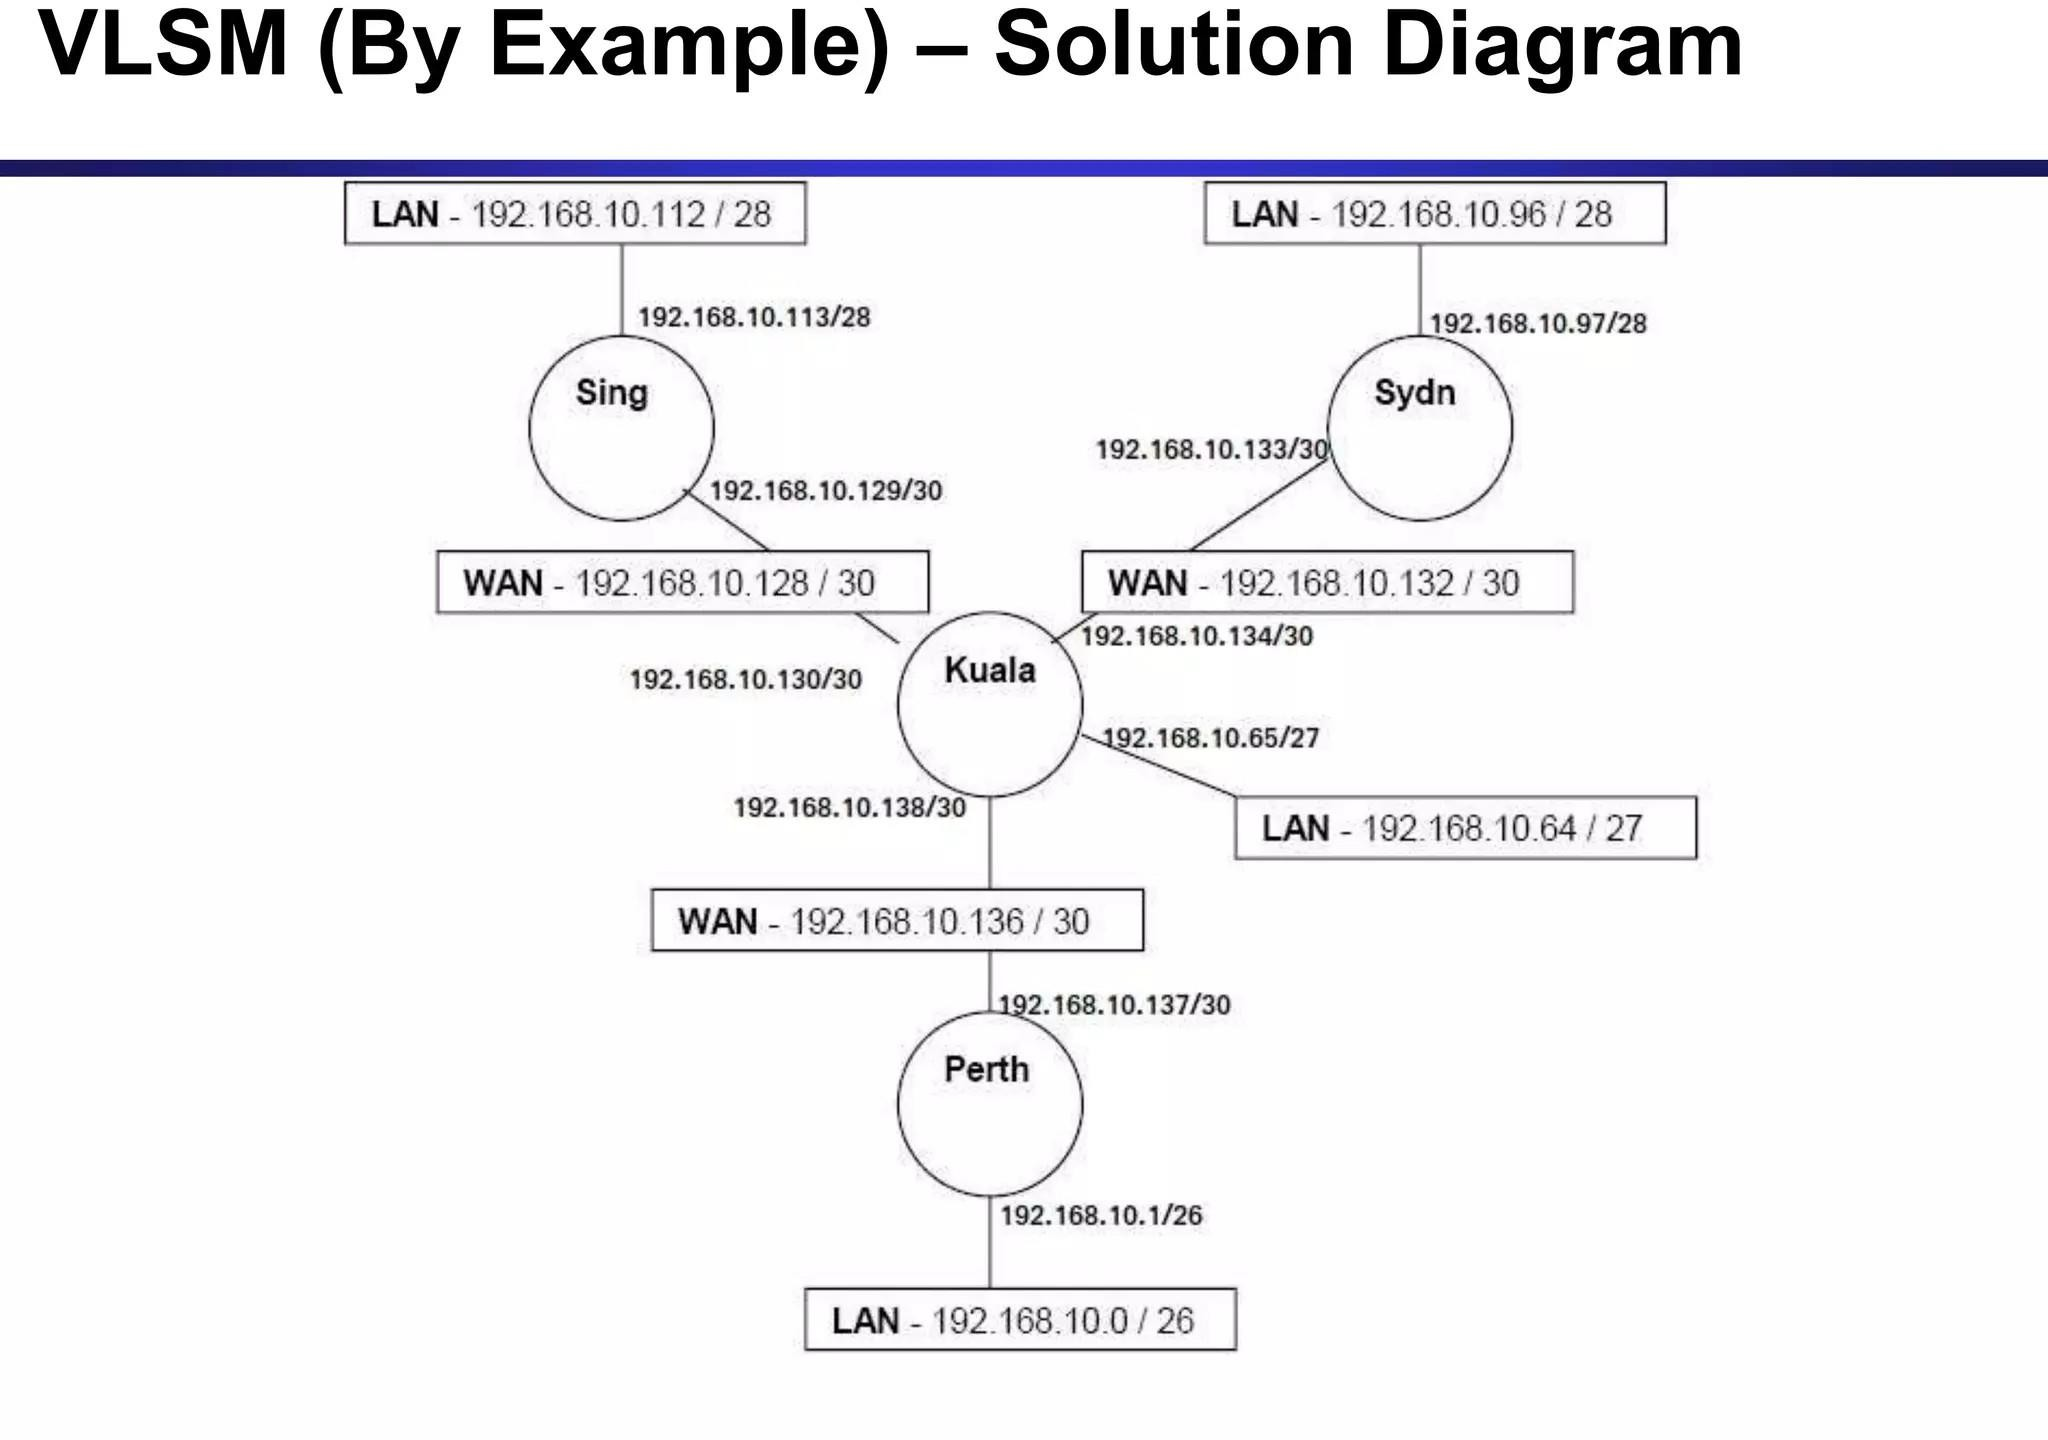 VLSM (By Example) – Solution Diagram
LAN - 192.168.10.112 / 28
LAN - 192.168.10.96 / 28
192.168.10.113/28
192.168.10.97/28
Sing
Sydn
192.168.10.133/30
192.168.10.129/30
WAN - 192.168.10.128 / 30
WAN - 192.168.10.132 / 30
192.168.10.134/30
Kuala
192.168.10.130/30
192.168.10.65/27
192.168.10.138/30
LAN - 192.168.10.64 / 27
WAN - 192.168.10.136 / 30
192.168.10.137/30
Perth
192.168.10.1/26
LAN - 192.168.10.0 / 26